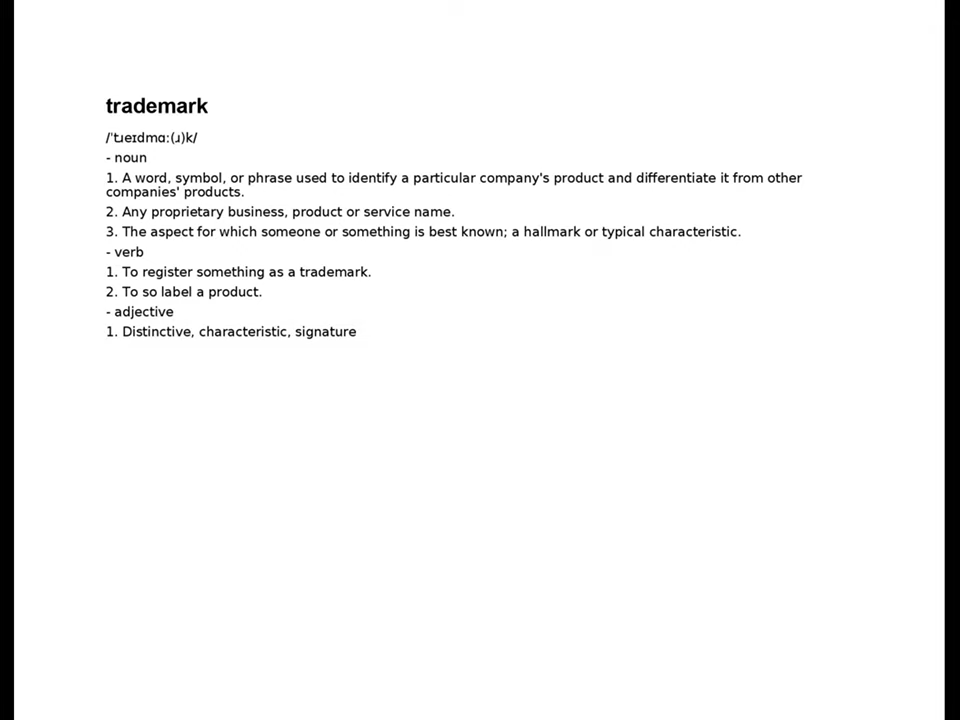 trademark
/ˈtɹeɪdmɑː(ɹ)k/
- noun
1. A word, symbol, or phrase used to identify a particular company's product and differentiate it from other
companies' products.
2. Any proprietary business, product or service name.
3. The aspect for which someone or something is best known; a hallmark or typical characteristic.
- verb
1. To register something as a trademark.
2. To so label a product.
- adjective
1. Distinctive, characteristic, signature